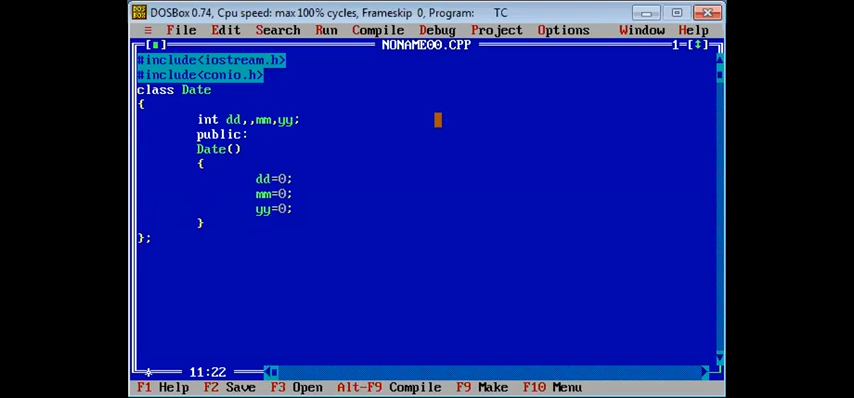 DOSBox 0.74, Cpu speed: max 100% cycles, Frameskip 0, Program: TC
≡ File Edit Search Run Compile Debug Project Options Window Help
[■] NONAME00.CPP 1=[↕]
#include<iostream.h>
#include<conio.h>
class Date
{
int dd,,mm,yy;
public:
Date()
{
dd=0;
mm=0;
yy=0;
}
};
* 11:22
F1 Help F2 Save F3 Open Alt-F9 Compile F9 Make F10 Menu